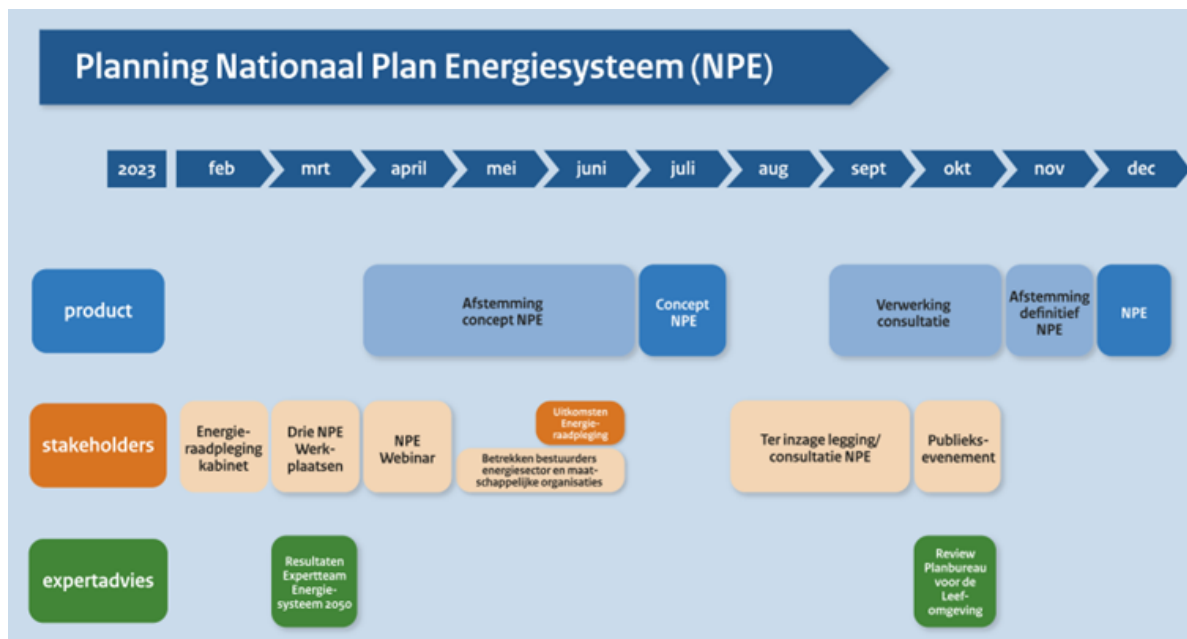 Planning Nationaal Plan Energiesysteem (NPE)
2023
feb
mrt
april
mei
juni
juli
aug
sept
okt
nov
dec
product
Afstemming
concept NPE
Concept
NPE
Verwerking
consultatie
Afstemming
definitief
NPE
NPE
stakeholders
Energie-
raadpleging
kabinet
Drie NPE
Werk-
plaatsen
NPE
Webinar
Uitkomsten
Energie-
raadpleging
Betrekken bestuurders
energiesector en maat-
schappelijke organisaties
Ter inzage legging/
consultatie NPE
Publieks-
evenement
expertadvies
Resultaten
Expertteam
Energie-
systeem 2050
Review
Planbureau
voor de
Leef-
omgeving